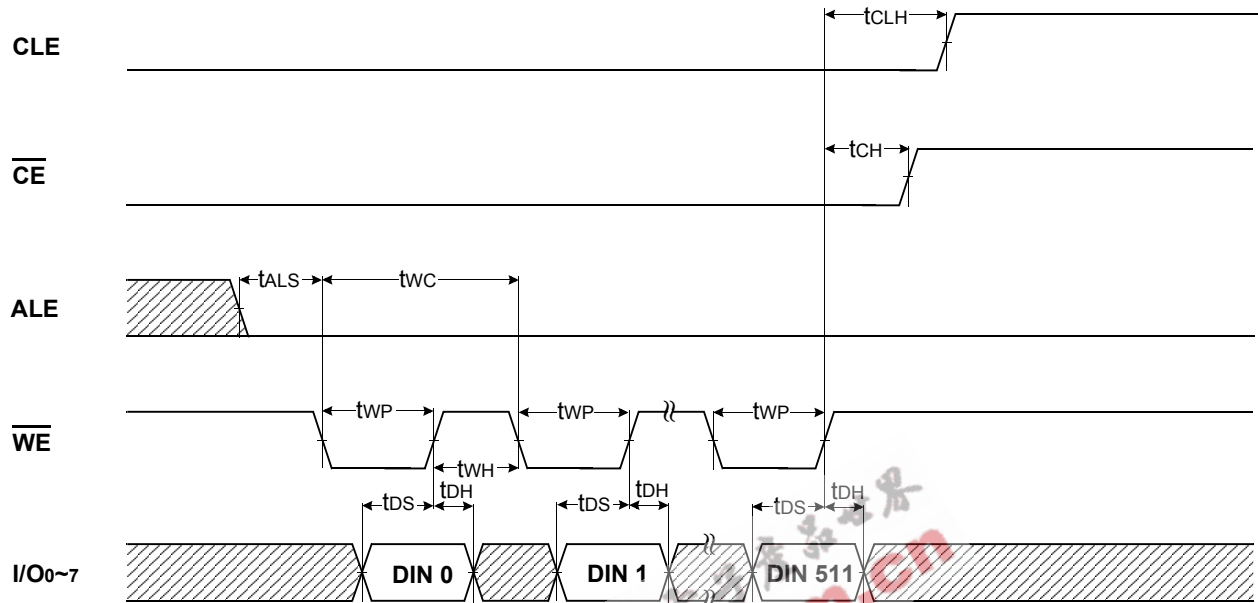 tCLH
CLE
tCH
CE
tALS
tWC
ALE
tWP
tWP
tWP
WE
tWH
tDS
tDH
tDS
tDH
tDS
tDH
I/O0~7
DIN 0
DIN 1
DIN 511
.cn